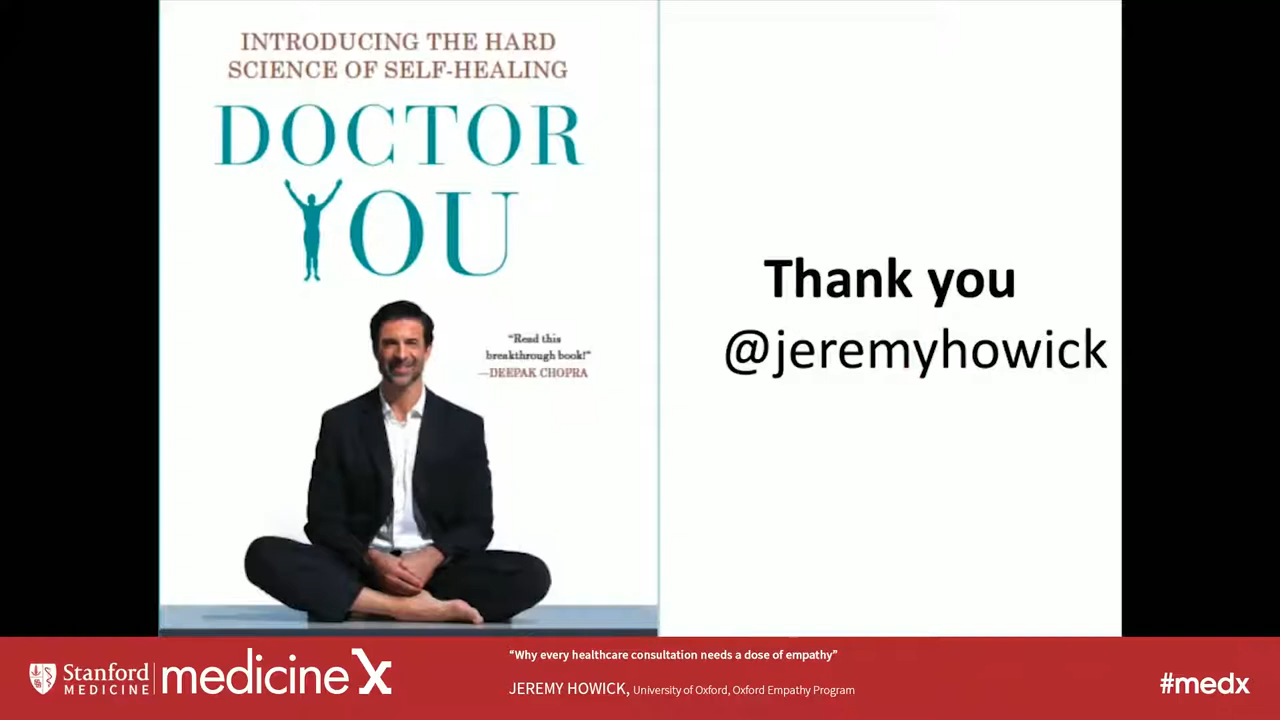 INTRODUCING THE HARD
SCIENCE OF SELF-HEALING
DOCTOR
YOU
“Read this
breakthrough book!”
—DEEPAK CHOPRA
Thank you
@jeremyhowick
Stanford
MEDICINE
medicineX
“Why every healthcare consultation needs a dose of empathy”
JEREMY HOWICK, University of Oxford, Oxford Empathy Program
#medx